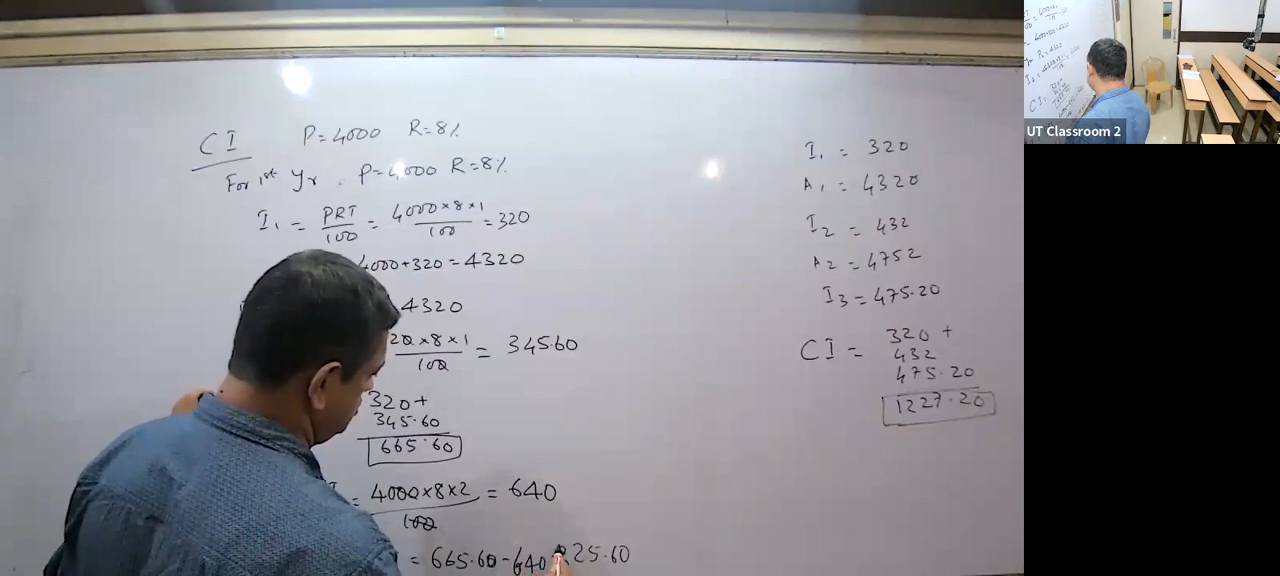 CI P=4000 R=8%
For 1st yr . P=4000 R=8%
I1 = PRT/100 = 4000×8×1/100 = 320
4000+320=4320
4320
20×8×1/100 = 345.60
320+
345.60
665.60
= 4000×8×2/100 = 640
= 665.60-640 25.60
I1 = 320
A1 = 4320
I2 = 432
A2 = 4752
I3 = 475.20
CI = 320 +
432
475.20
1227.20
UT Classroom 2